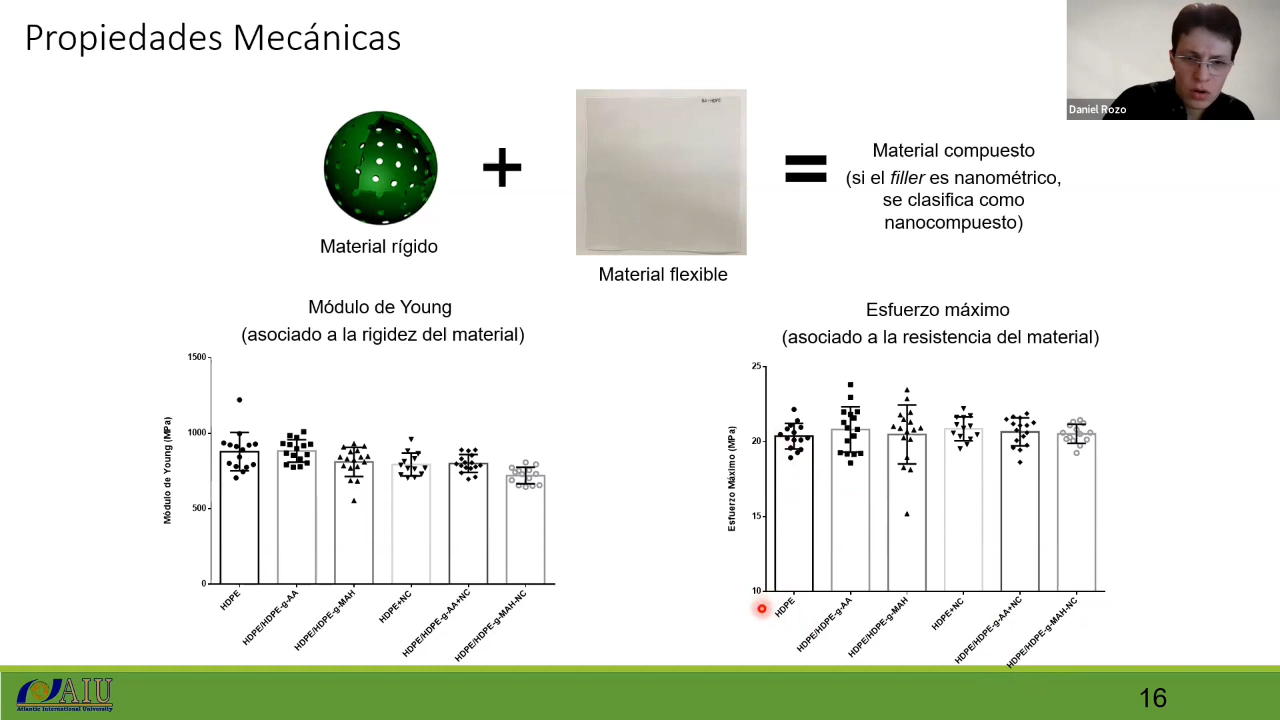 Propiedades Mecánicas
Daniel Rozo
B4-HDPE
Material rígido
Material flexible
Material compuesto
(si el filler es nanométrico,
se clasifica como
nanocompuesto)
Módulo de Young
(asociado a la rigidez del material)
Módulo de Young (MPa)
1500
1000
500
0
HDPE
HDPE/HDPE-g-AA
HDPE/HDPE-g-MAH
HDPE+NC
HDPE/HDPE-g-AA+NC
HDPE/HDPE-g-MAH-NC
Esfuerzo máximo
(asociado a la resistencia del material)
Esfuerzo Máximo (MPa)
25
20
15
10
HDPE
HDPE/HDPE-g-AA
HDPE/HDPE-g-MAH
HDPE+NC
HDPE/HDPE-g-AA+NC
HDPE/HDPE-g-MAH-NC
AIU
Atlantic International University
16